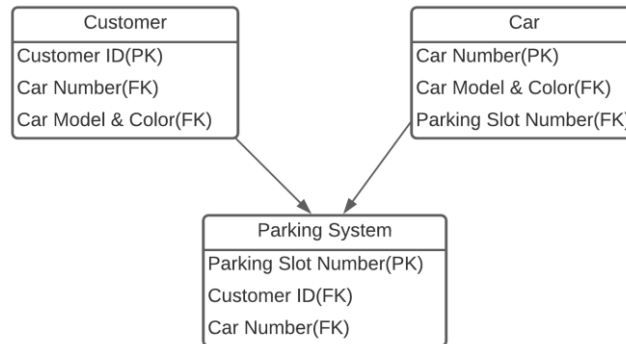 Customer
Customer ID(PK)
Car Number(FK)
Car Model & Color(FK)
Car
Car Number(PK)
Car Model & Color(FK)
Parking Slot Number(FK)
Parking System
Parking Slot Number(PK)
Customer ID(FK)
Car Number(FK)